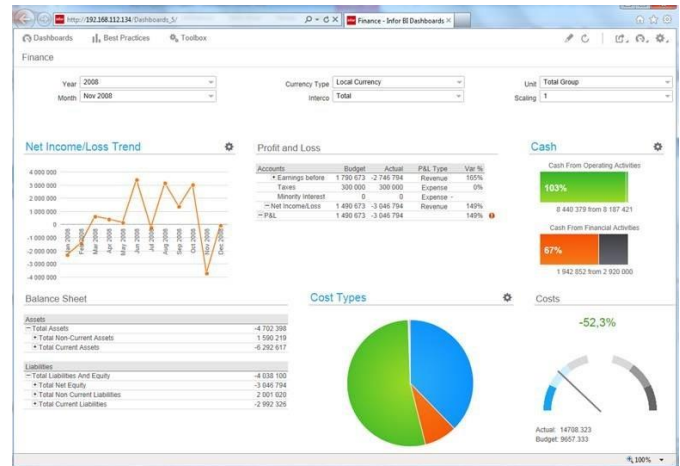 http://192.168.112.134/Dashboards_5/
Finance - Infor BI Dashboards
Dashboards Best Practices Toolbox
Finance
Year 2008 Currency Type Local Currency Unit Total Group
Month Nov 2008 Interco Total Scaling 1
Net Income/Loss Trend
4 000 000
3 000 000
2 000 000
1 000 000
0
-1 000 000
-2 000 000
-3 000 000
-4 000 000
Jan 2008
Feb 2008
Mar 2008
Apr 2008
May 2008
Jun 2008
Jul 2008
Aug 2008
Sep 2008
Oct 2008
Nov 2008
Dec 2008
Profit and Loss
Accounts Budget Actual P&L Type Var %
Earnings before 1 790 673 -2 746 794 Revenue 165%
Taxes 300 000 300 000 Expense 0%
Minority Interest 0 0 Expense -
Net Income/Loss 1 490 673 -3 046 794 Revenue 149%
P&L 1 490 673 -3 046 794 149%
Cash
Cash From Operating Activities
103%
8 440 379 from 8 187 421
Cash From Financial Activities
67%
1 942 852 from 2 920 000
Balance Sheet
Assets
Total Assets -4 702 398
Total Non-Current Assets 1 590 219
Total Current Assets -6 292 617
Liabilities
Total Liabilities And Equity -4 038 100
Total Net Equity -3 046 794
Total Non Current Liabilities 2 001 020
Total Current Liabilities -2 992 326
Cost Types
Costs
-52,3%
Actual: 14708.323
Budget: 9657.333
100%